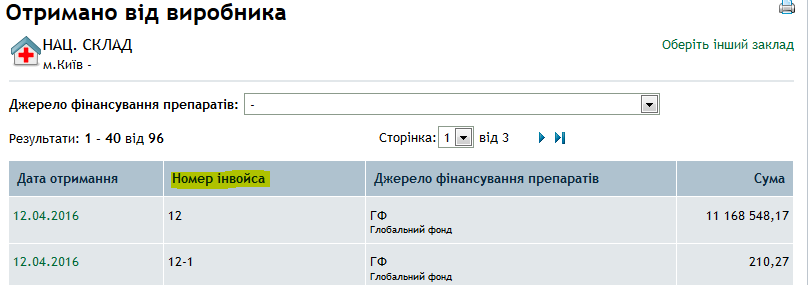 Отримано від виробника
НАЦ. СКЛАД
Оберіть інший заклад
м.Київ -
Джерело фінансування препаратів: -
Результати: 1 - 40 від 96 Сторінка: 1 від 3
Дата отримання Номер інвойса Джерело фінансування препаратів Сума
12.04.2016 12 ГФ 11 168 548,17
Глобальний фонд
12.04.2016 12-1 ГФ 210,27
Глобальний фонд